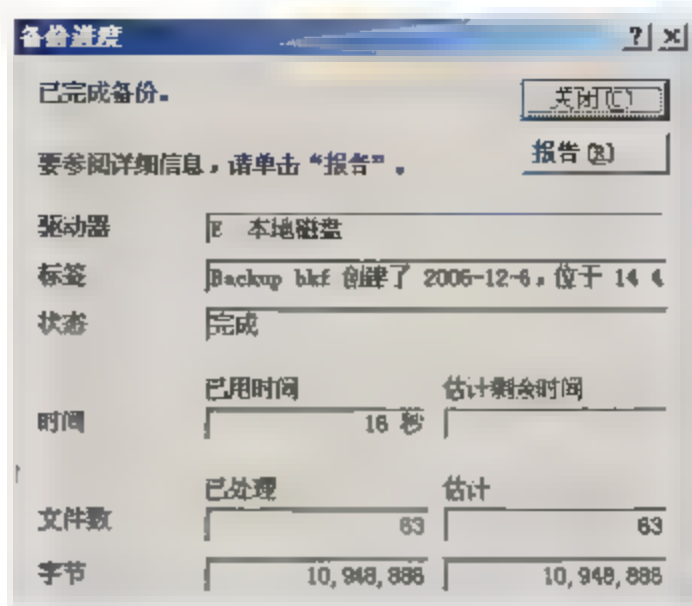 备份进度
已完成备份。
关闭(C)
要参阅详细信息，请单击“报告”。
报告(R)
驱动器 E 本地磁盘
标签 Backup bkf 创建了 2006-12-6，位于 14 4
状态 完成
已用时间 估计剩余时间
时间 16 秒
已处理 估计
文件数 63 63
字节 10,948,888 10,948,888